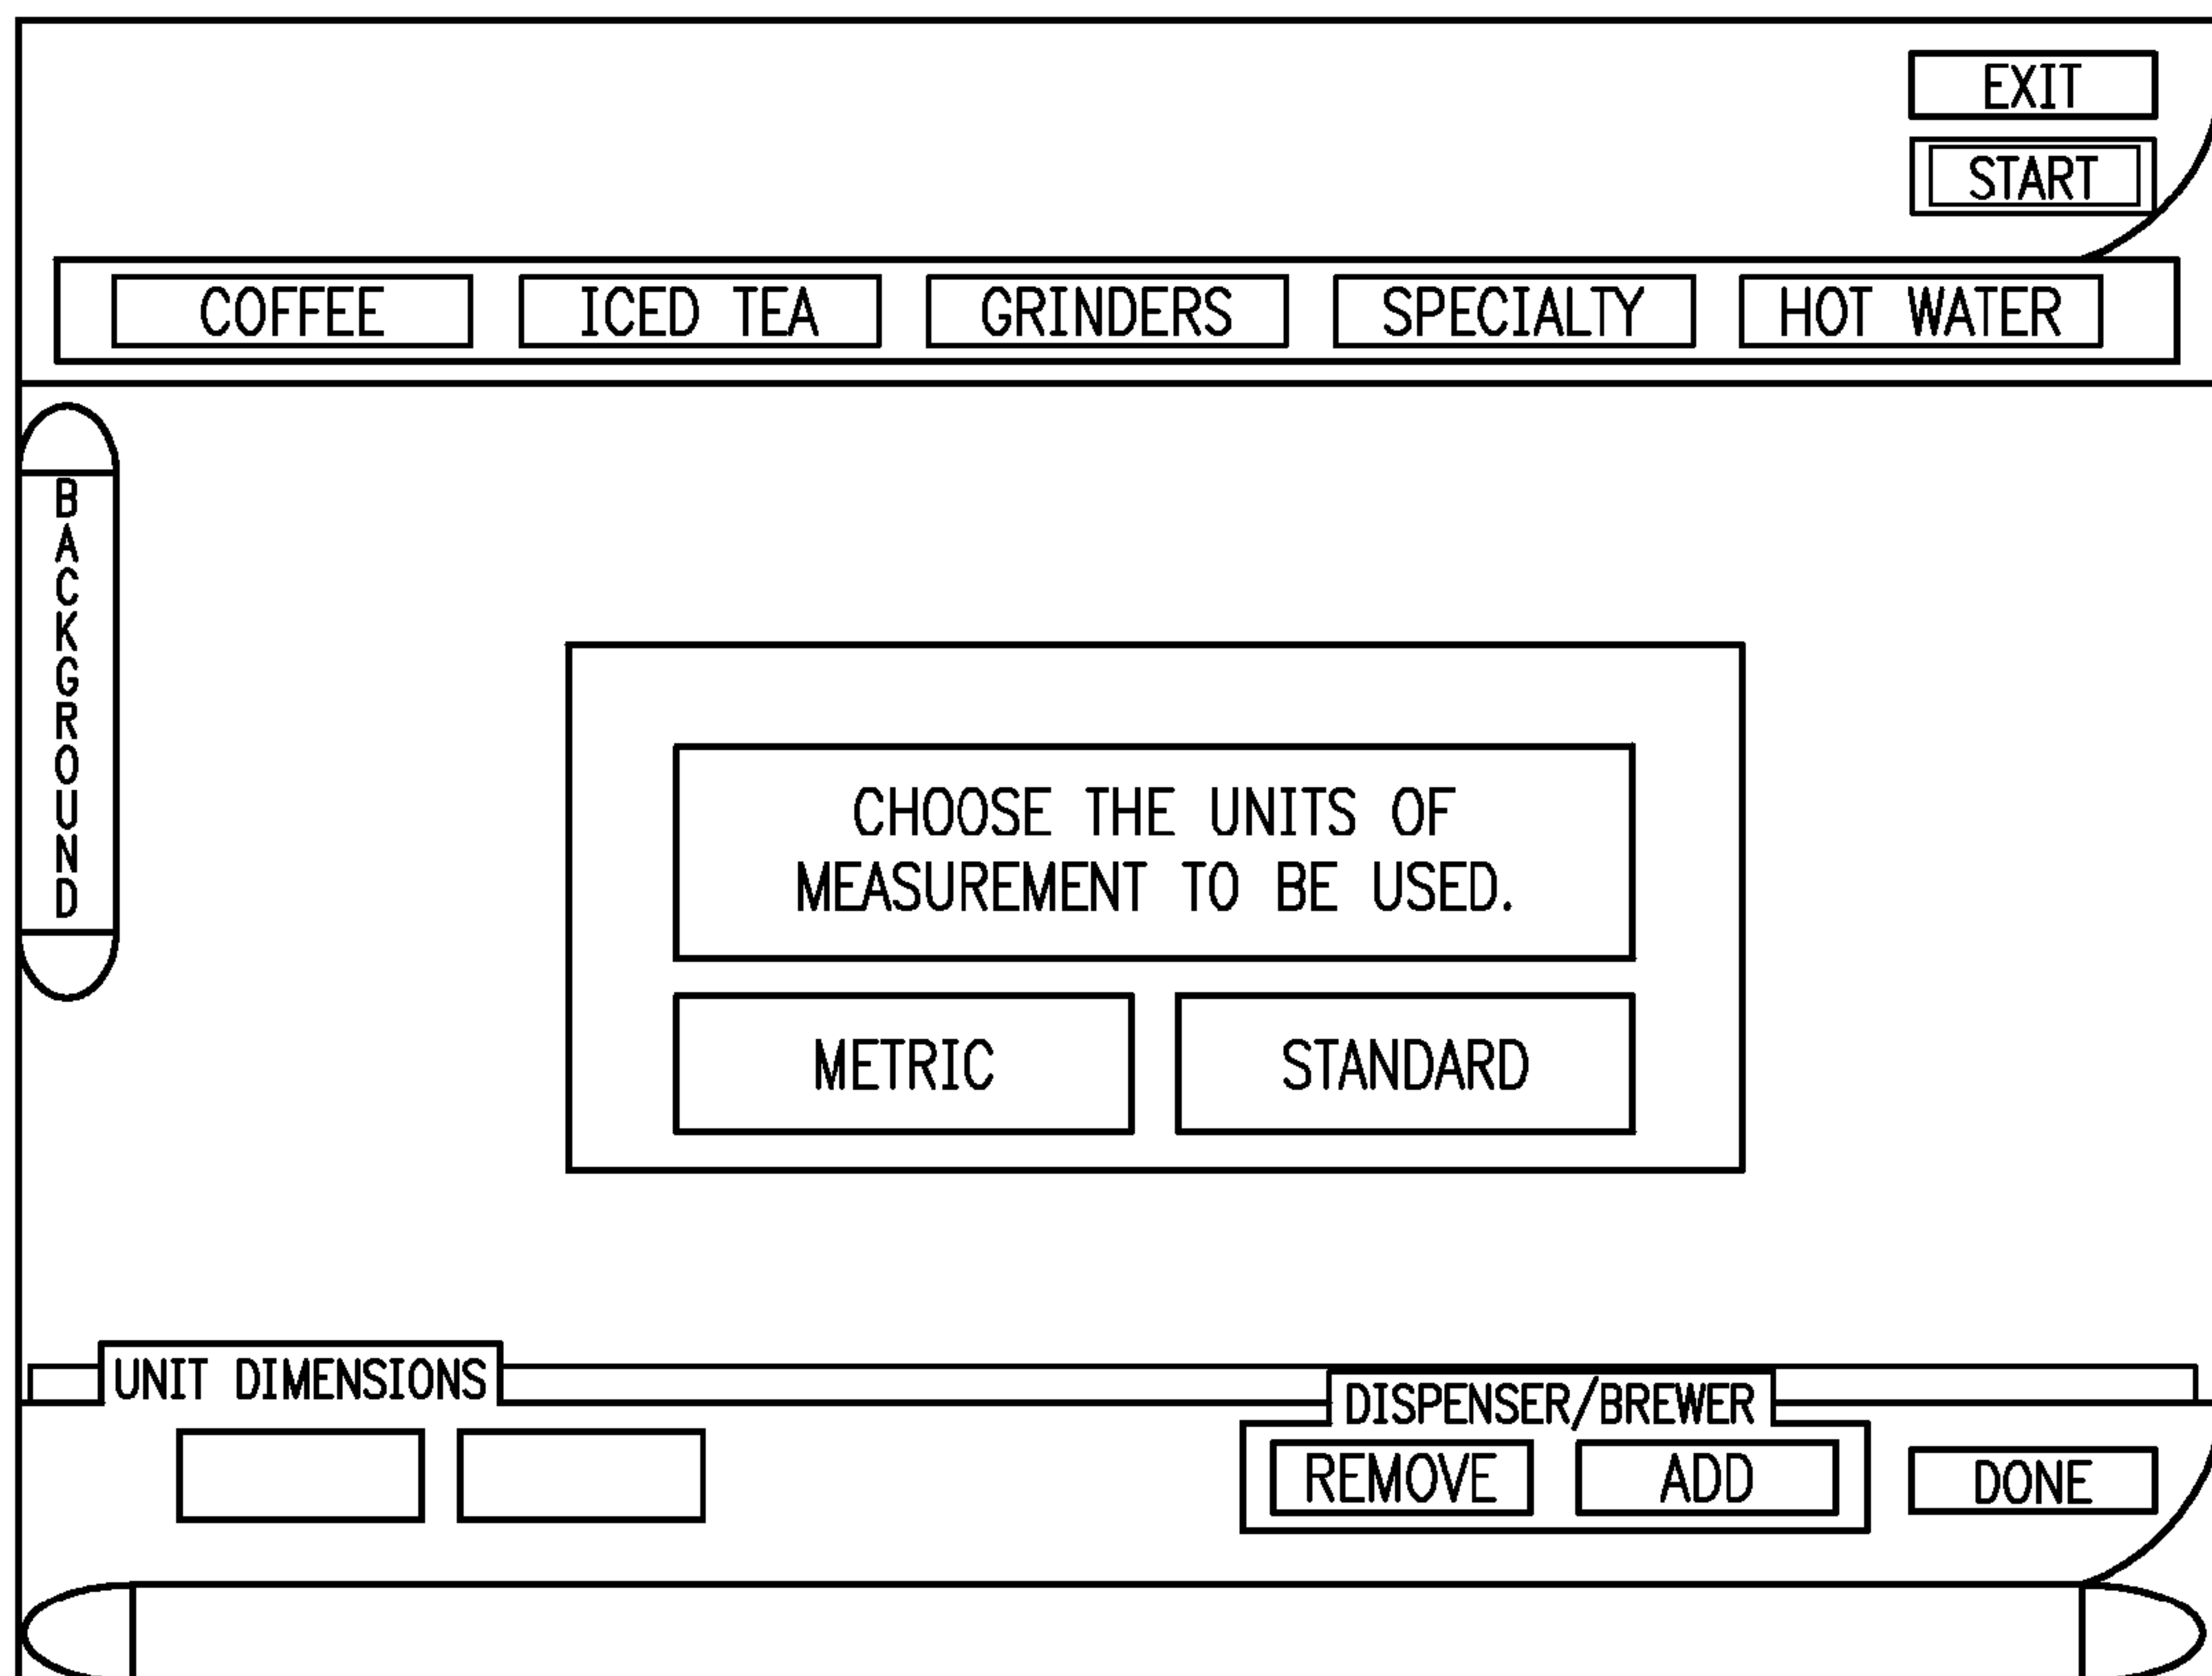 EXIT
START
COFFEE
ICED TEA
GRINDERS
SPECIALTY
HOT WATER
BACKGROUND
CHOOSE THE UNITS OF
MEASUREMENT TO BE USED.
METRIC
STANDARD
UNIT DIMENSIONS
DISPENSER/BREWER
REMOVE
ADD
DONE